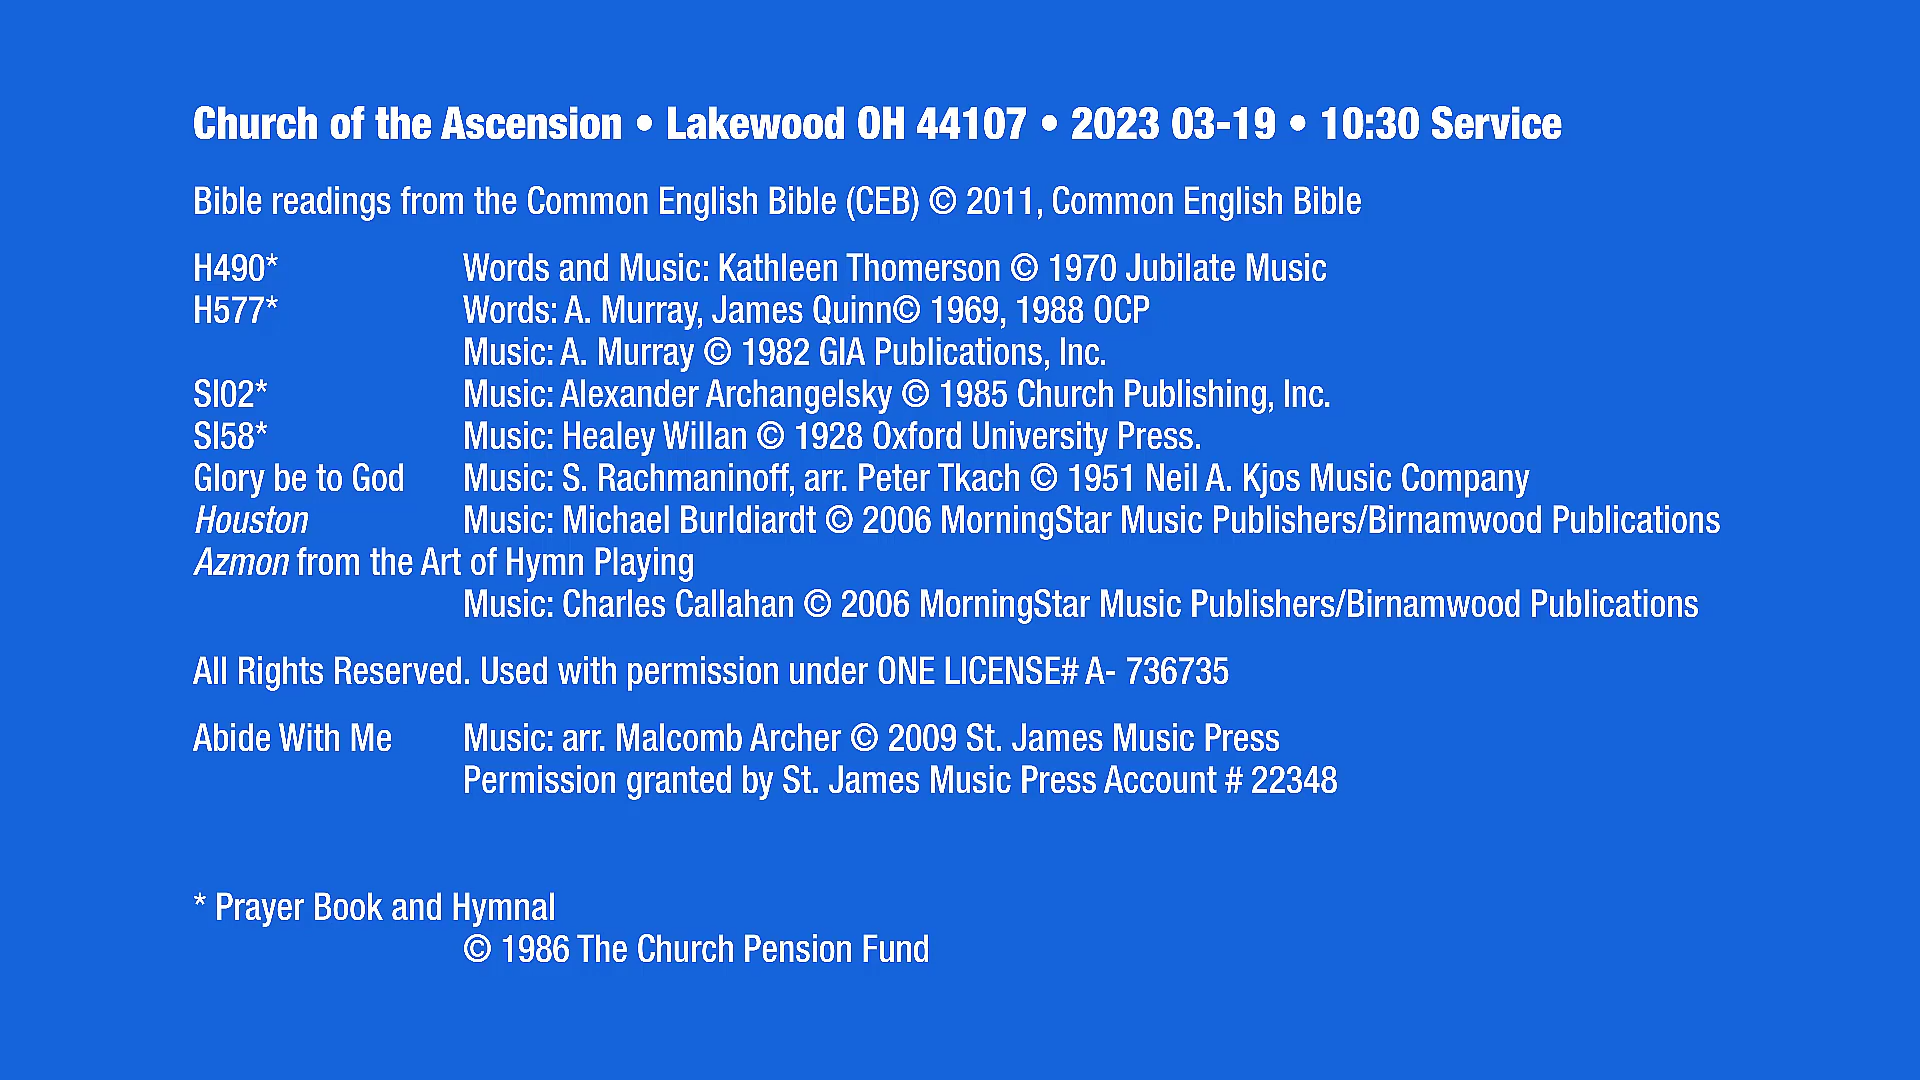 Church of the Ascension • Lakewood OH 44107 • 2023 03-19 • 10:30 Service
Bible readings from the Common English Bible (CEB) © 2011, Common English Bible
H490* Words and Music: Kathleen Thomerson © 1970 Jubilate Music
H577* Words: A. Murray, James Quinn© 1969, 1988 OCP
Music: A. Murray © 1982 GIA Publications, Inc.
Sl02* Music: Alexander Archangelsky © 1985 Church Publishing, Inc.
Sl58* Music: Healey Willan © 1928 Oxford University Press.
Glory be to God Music: S. Rachmaninoff, arr. Peter Tkach © 1951 Neil A. Kjos Music Company
Houston Music: Michael Burldiardt © 2006 MorningStar Music Publishers/Birnamwood Publications
Azmon from the Art of Hymn Playing
Music: Charles Callahan © 2006 MorningStar Music Publishers/Birnamwood Publications
All Rights Reserved. Used with permission under ONE LICENSE# A- 736735
Abide With Me Music: arr. Malcomb Archer © 2009 St. James Music Press
Permission granted by St. James Music Press Account # 22348
* Prayer Book and Hymnal
© 1986 The Church Pension Fund